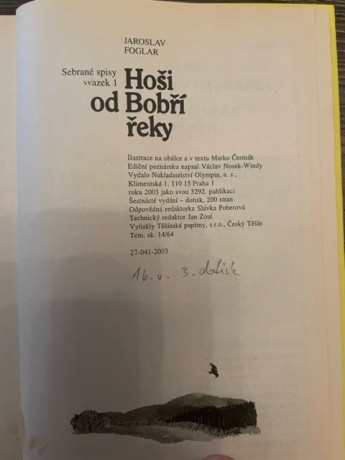 JAROSLAV
FOGLAR
Sebrané spisy
svazek 1
Hoši
od Bobří
řeky
Ilustrace na obálce a v textu Marko Čermák
Ediční poznámka napsal Václav Nosek-Windy
Vydalo Nakladatelství Olympia, a. s.,
Klimentská 1, 110 15 Praha 1
roku 2003 jako svou 3292. publikaci
Šestnácté vydání – dotisk, 200 stran
Odpovědná redaktorka Slávka Poberová
Technický redaktor Jan Zoul
Vytiskly Těšínské papírny, s.r.o., Český Těšín
Tem. sk. 14/64
27-041-2003
16. v. 3. dotisk